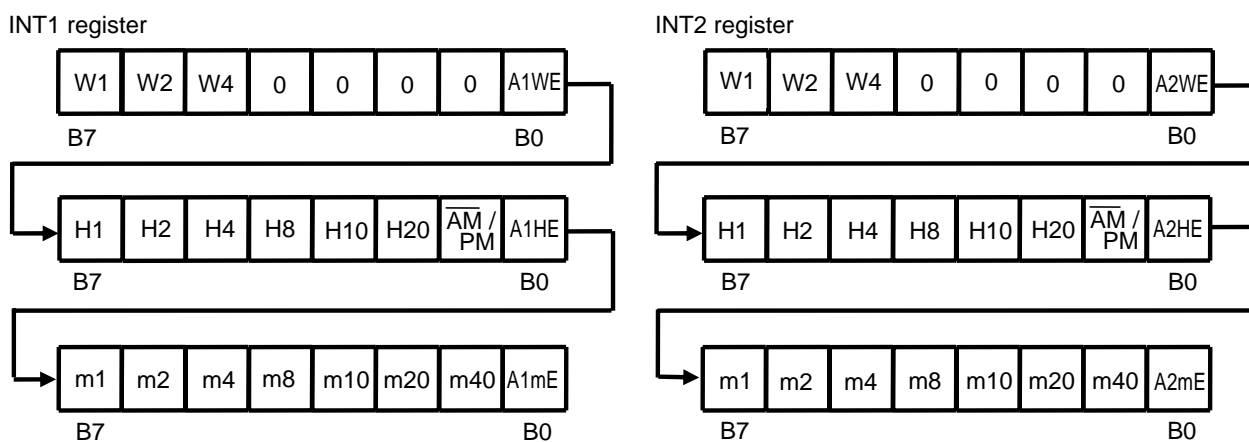 INT1 register
W1 W2 W4 0 0 0 0 A1WE
B7 B0
H1 H2 H4 H8 H10 H20 AM / PM A1HE
B7 B0
m1 m2 m4 m8 m10 m20 m40 A1mE
B7 B0
INT2 register
W1 W2 W4 0 0 0 0 A2WE
B7 B0
H1 H2 H4 H8 H10 H20 AM / PM A2HE
B7 B0
m1 m2 m4 m8 m10 m20 m40 A2mE
B7 B0